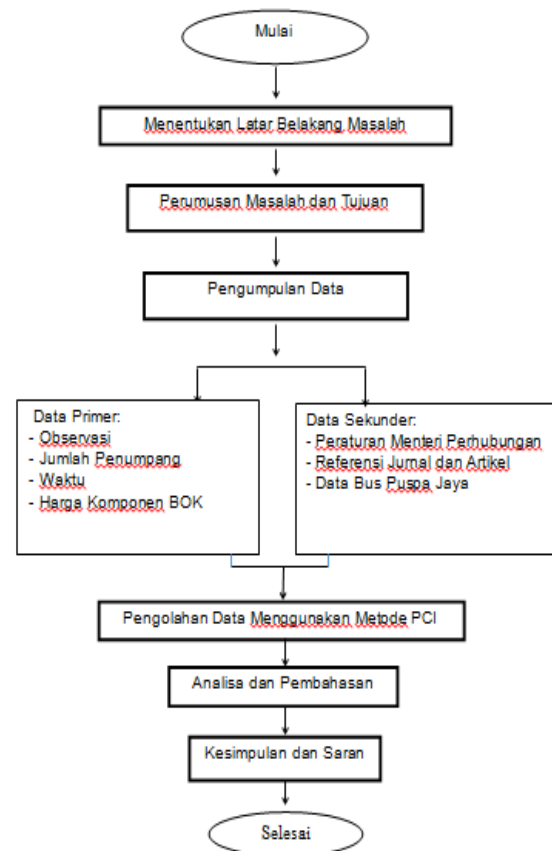 Mulai
Menentukan Latar Belakang Masalah
Perumusan Masalah dan Tujuan
Pengumpulan Data
Data Primer:
- Observasi
- Jumlah Penumpang
- Waktu
- Harga Komponen BOK
Data Sekunder:
- Peraturan Menteri Perhubungan
- Referensi Jurnal dan Artikel
- Data Bus Puspa Jaya
Pengolahan Data Menggunakan Metode PCI
Analisa dan Pembahasan
Kesimpulan dan Saran
Selesai